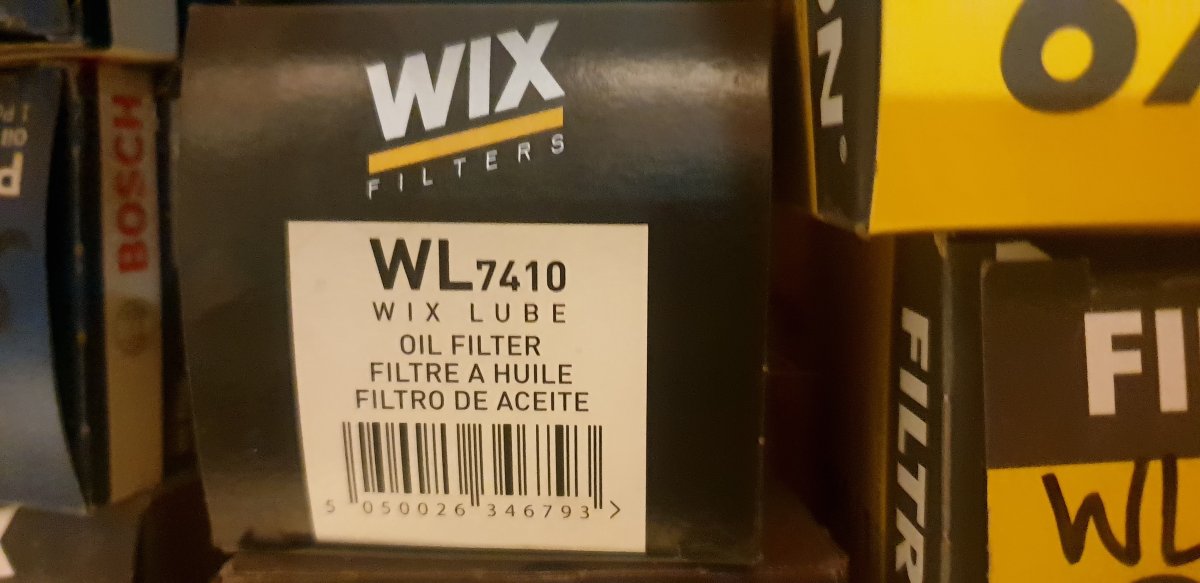 WIX
FILTERS
WL7410
WIX LUBE
OIL FILTER
FILTRE A HUILE
FILTRO DE ACEITE
5 050026 346793 >
BOSCH
FILTR
FI
WL